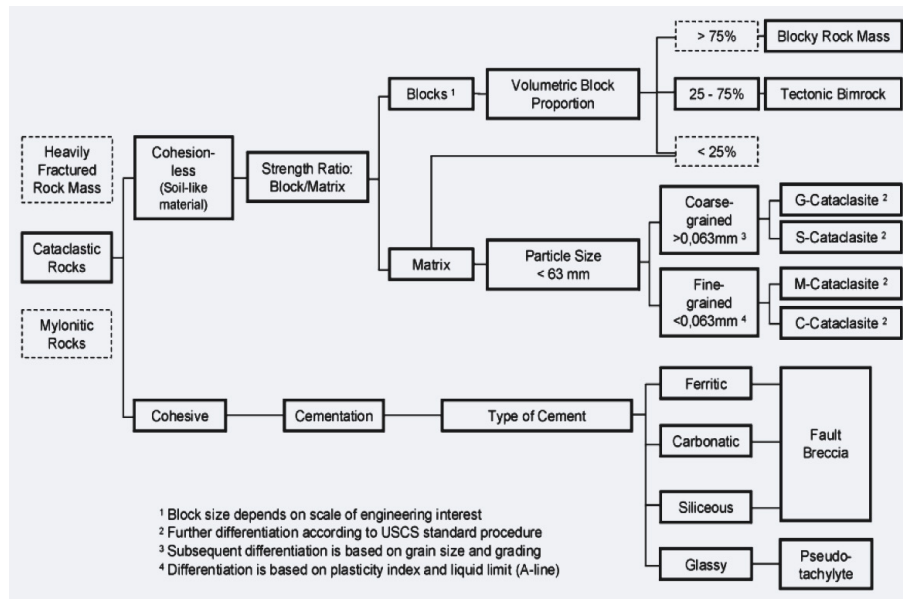 Heavily
Fractured
Rock Mass
Cataclastic
Rocks
Mylonitic
Rocks
Cohesion-
less
(Soil-like
material)
Strength Ratio:
Block/Matrix
Blocks ¹
Volumetric Block
Proportion
> 75%
Blocky Rock Mass
25 - 75%
Tectonic Bimrock
< 25%
Matrix
Particle Size
< 63 mm
Coarse-
grained
>0,063mm ³
G-Cataclasite ²
S-Cataclasite ²
Fine-
grained
<0,063mm ⁴
M-Cataclasite ²
C-Cataclasite ²
Cohesive
Cementation
Type of Cement
Ferritic
Carbonatic
Siliceous
Fault
Breccia
Glassy
Pseudo-
tachylyte
¹ Block size depends on scale of engineering interest
² Further differentiation according to USCS standard procedure
³ Subsequent differentiation is based on grain size and grading
⁴ Differentiation is based on plasticity index and liquid limit (A-line)